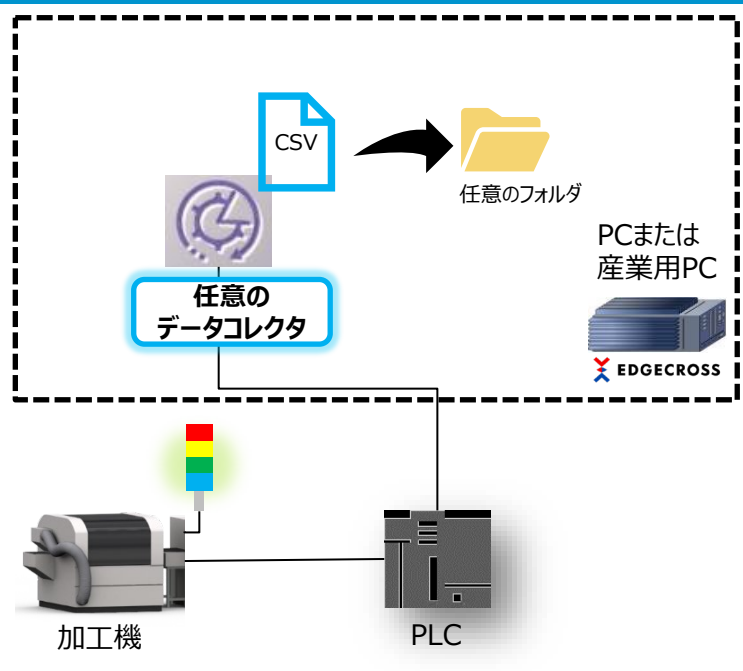 CSV
任意のフォルダ
PCまたは
産業用PC
任意の
データコレクタ
EDGECROSS
加工機
PLC